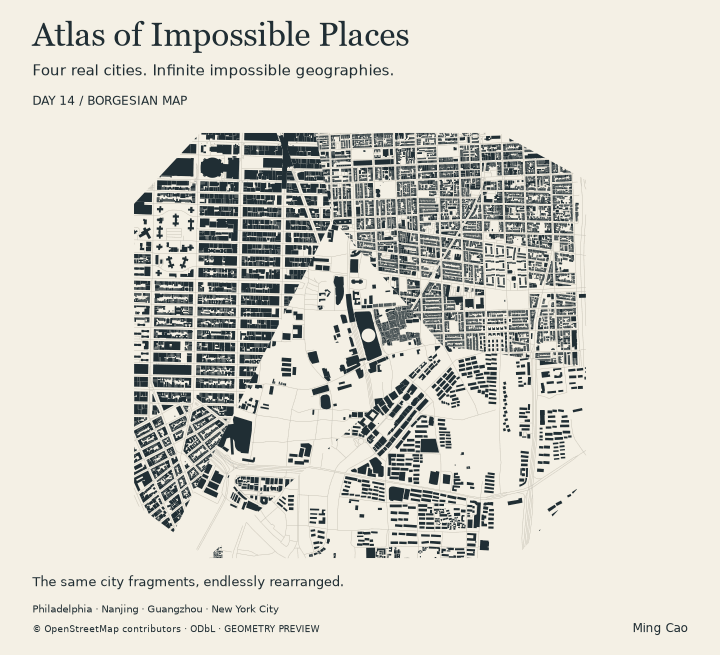 Atlas of Impossible Places
Four real cities. Infinite impossible geographies.
DAY 14 / BORGESIAN MAP
The same city fragments, endlessly rearranged.
Philadelphia · Nanjing · Guangzhou · New York City
© OpenStreetMap contributors · ODbL · GEOMETRY PREVIEW
Ming Cao